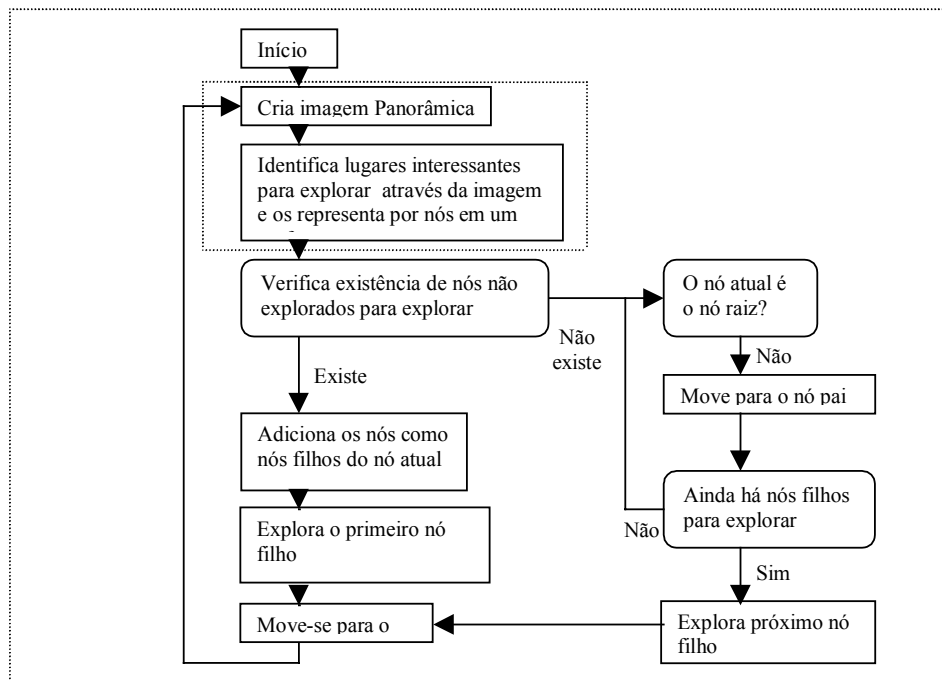 Início
Cria imagem Panorâmica
Identifica lugares interessantes
para explorar através da imagem
e os representa por nós em um
Verifica existência de nós não
explorados para explorar
O nó atual é
o nó raiz?
Não
existe
Não
Existe
Move para o nó pai
Adiciona os nós como
nós filhos do nó atual
Ainda há nós filhos
para explorar
Não
Explora o primeiro nó
filho
Sim
Move-se para o
Explora próximo nó
filho